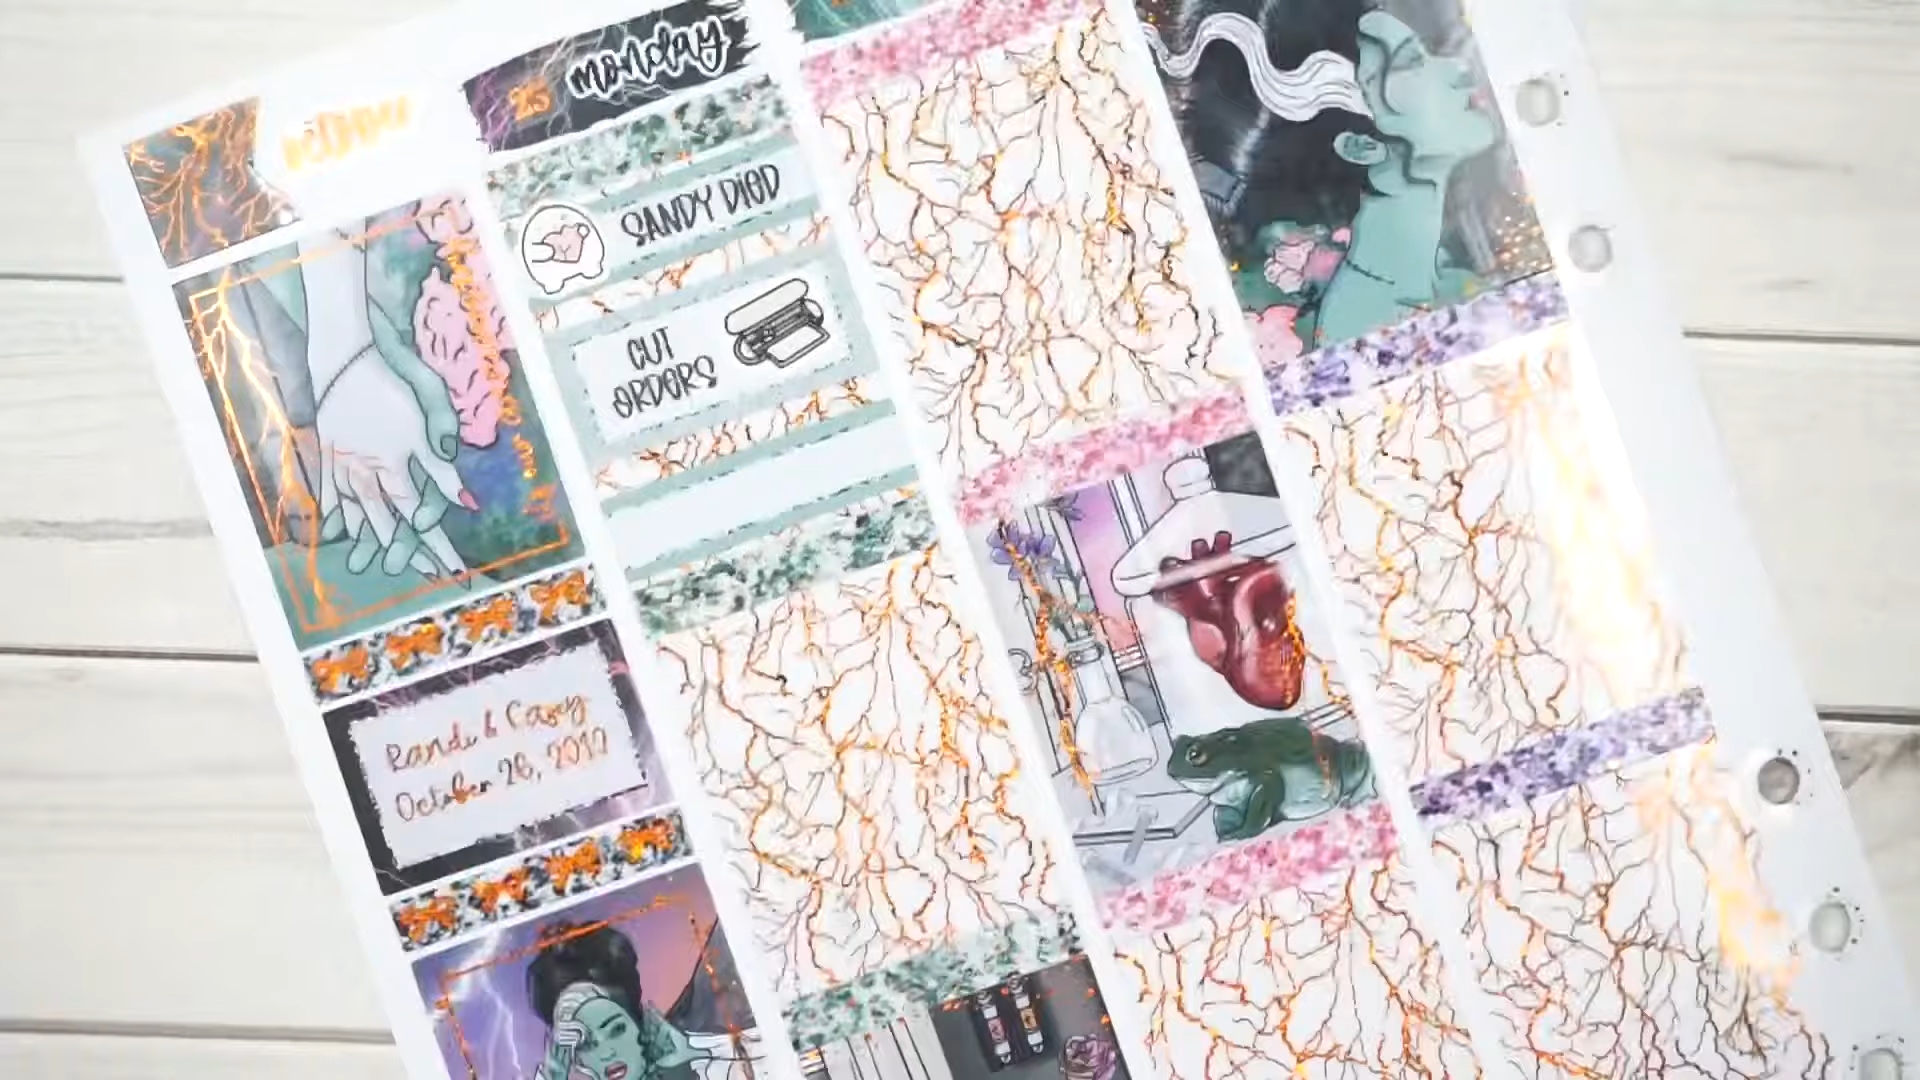 25 monday
SANDY DIED
CUT
ORDERS
Randi & Casey
October 26, 2012